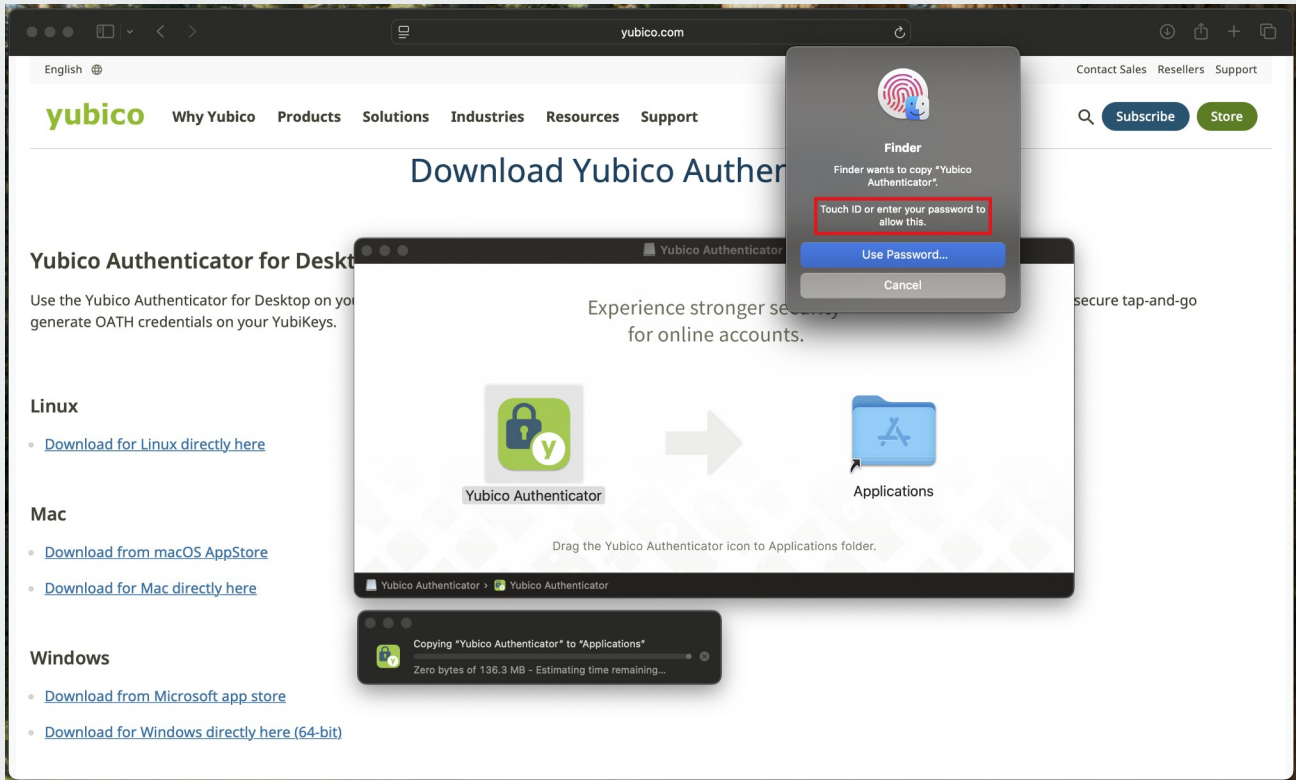 yubico.com
English
Contact Sales Resellers Support
yubico Why Yubico Products Solutions Industries Resources Support
Subscribe Store
Download Yubico Auther
Finder
Finder wants to copy “Yubico
Authenticator”.
Touch ID or enter your password to
allow this.
Use Password...
Cancel
Yubico Authenticator for Deskt
Use the Yubico Authenticator for Desktop on you
secure tap-and-go
generate OATH credentials on your YubiKeys.
Yubico Authenticator
Experience stronger security
for online accounts.
Yubico Authenticator
Applications
Drag the Yubico Authenticator icon to Applications folder.
Yubico Authenticator › Yubico Authenticator
Copying “Yubico Authenticator” to “Applications”
Zero bytes of 136.3 MB - Estimating time remaining...
Linux
Download for Linux directly here
Mac
Download from macOS AppStore
Download for Mac directly here
Windows
Download from Microsoft app store
Download for Windows directly here (64-bit)